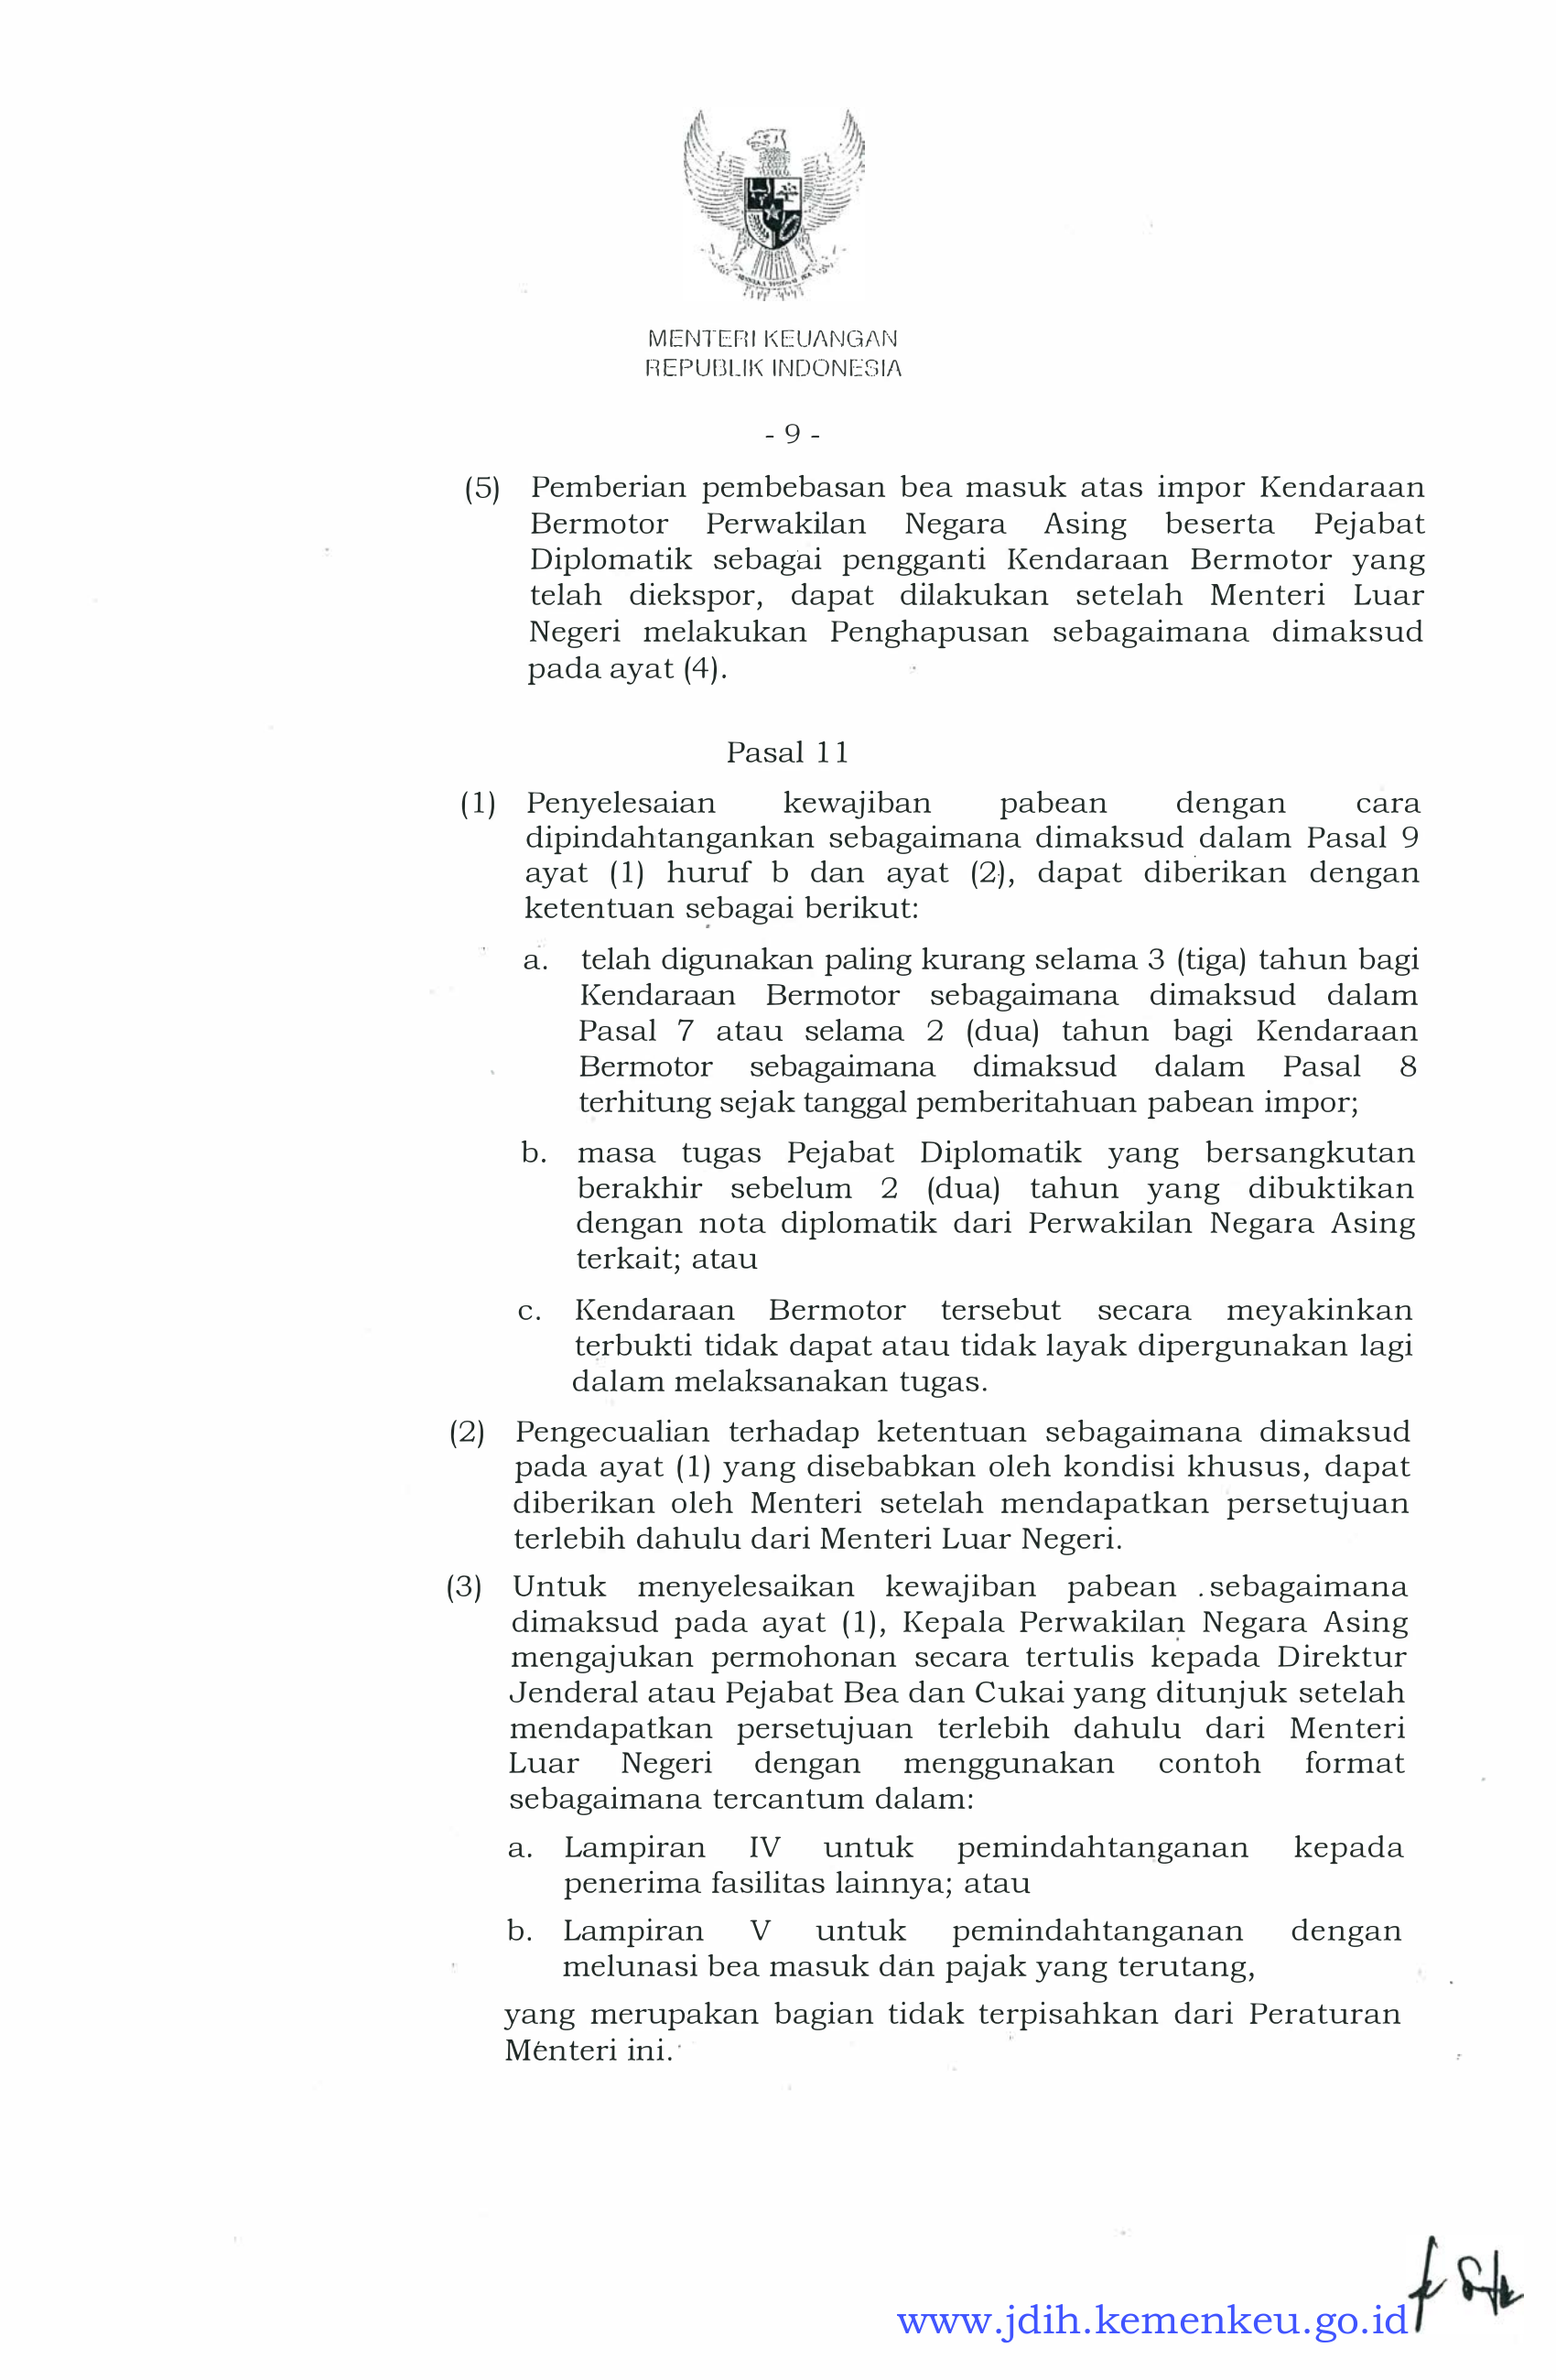 MENTERI KEUANGAN
REPUBLIK INDONESIA
- 9 -
(5) Pemberian pembebasan bea masuk atas impor Kendaraan
Bermotor Perwakilan Negara Asing beserta Pejabat
Diplomatik sebagai pengganti Kendaraan Bermotor yang
telah diekspor, dapat dilakukan setelah Menteri Luar
Negeri melakukan Penghapusan sebagaimana dimaksud
pada ayat (4).
Pasal 11
(1) Penyelesaian kewajiban pabean dengan cara
dipindahtangankan sebagaimana dimaksud dalam Pasal 9
ayat (1) huruf b dan ayat (2), dapat diberikan dengan
ketentuan sebagai berikut:
a. telah digunakan paling kurang selama 3 (tiga) tahun bagi
Kendaraan Bermotor sebagaimana dimaksud dalam
Pasal 7 atau selama 2 (dua) tahun bagi Kendaraan
Bermotor sebagaimana dimaksud dalam Pasal 8
terhitung sejak tanggal pemberitahuan pabean impor;
b. masa tugas Pejabat Diplomatik yang bersangkutan
berakhir sebelum 2 (dua) tahun yang dibuktikan
dengan nota diplomatik dari Perwakilan Negara Asing
terkait; atau
c. Kendaraan Bermotor tersebut secara meyakinkan
terbukti tidak dapat atau tidak layak dipergunakan lagi
dalam melaksanakan tugas.
(2) Pengecualian terhadap ketentuan sebagaimana dimaksud
pada ayat (1) yang disebabkan oleh kondisi khusus, dapat
diberikan oleh Menteri setelah mendapatkan persetujuan
terlebih dahulu dari Menteri Luar Negeri.
(3) Untuk menyelesaikan kewajiban pabean sebagaimana
dimaksud pada ayat (1), Kepala Perwakilan Negara Asing
mengajukan permohonan secara tertulis kepada Direktur
Jenderal atau Pejabat Bea dan Cukai yang ditunjuk setelah
mendapatkan persetujuan terlebih dahulu dari Menteri
Luar Negeri dengan menggunakan contoh format
sebagaimana tercantum dalam:
a. Lampiran IV untuk pemindahtanganan kepada
penerima fasilitas lainnya; atau
b. Lampiran V untuk pemindahtanganan dengan
melunasi bea masuk dan pajak yang terutang,
yang merupakan bagian tidak terpisahkan dari Peraturan
Menteri ini.
www.jdih.kemenkeu.go.id